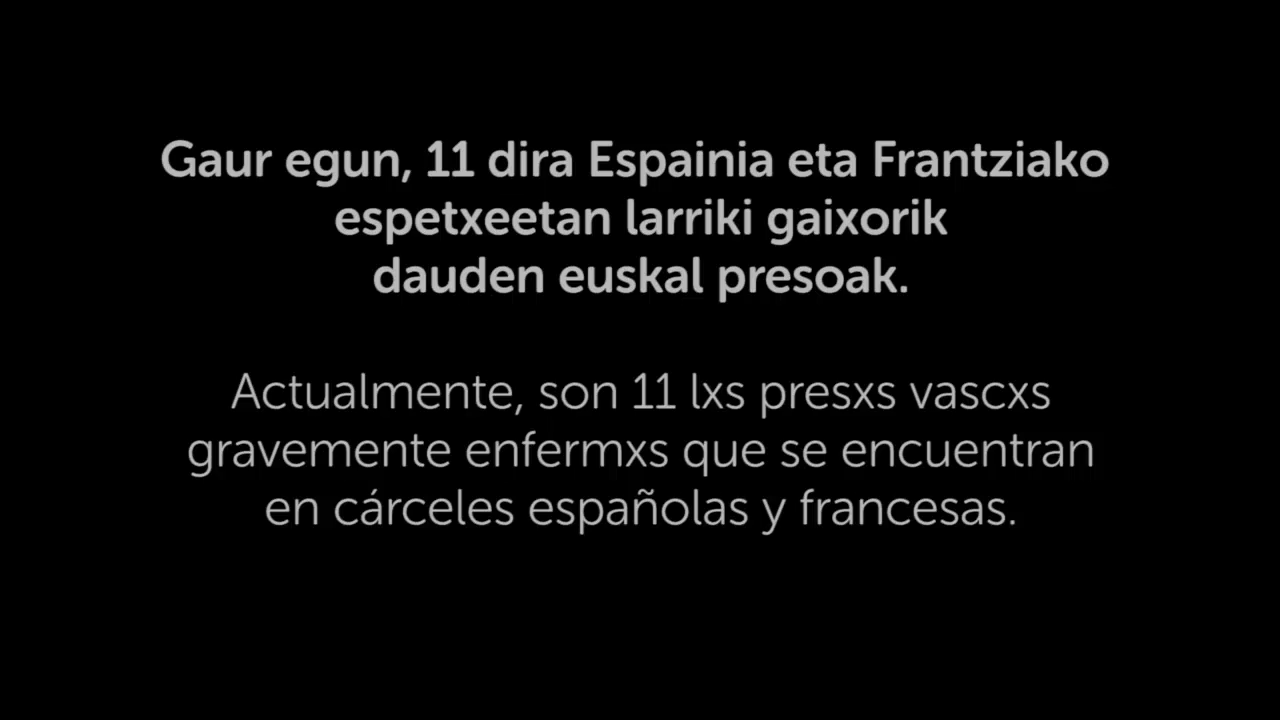 Gaur egun, 11 dira Espainia eta Frantziako
espetxeetan larriki gaixorik
dauden euskal presoak.
Actualmente, son 11 lxs presxs vascxs
gravemente enfermxs que se encuentran
en cárceles españolas y francesas.